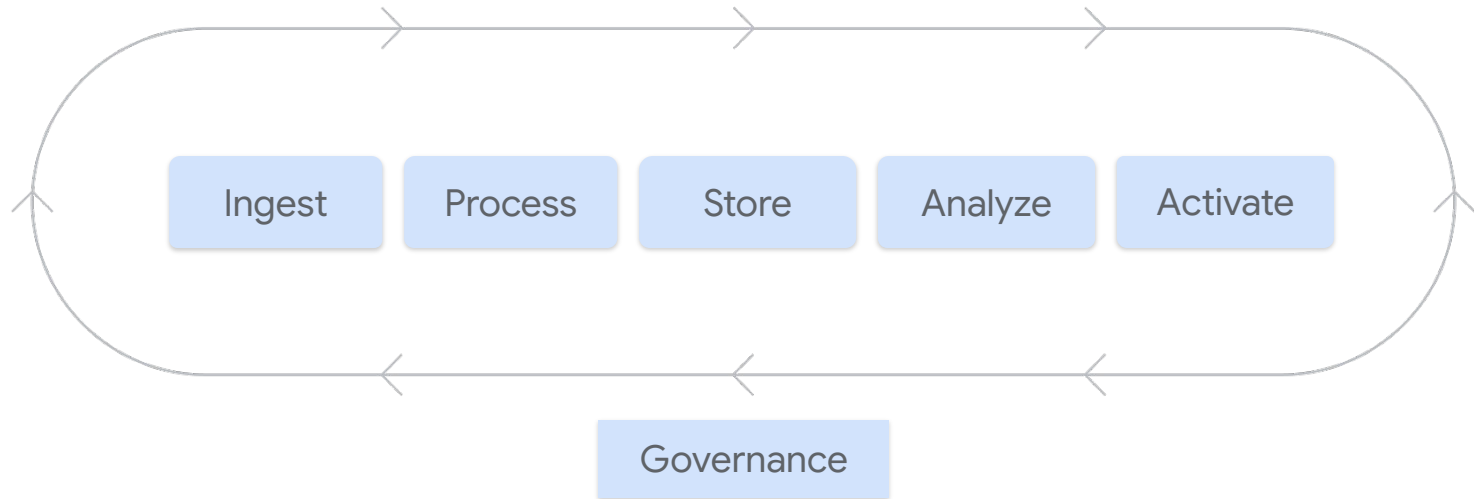 Ingest
Process
Store
Analyze
Activate
Governance